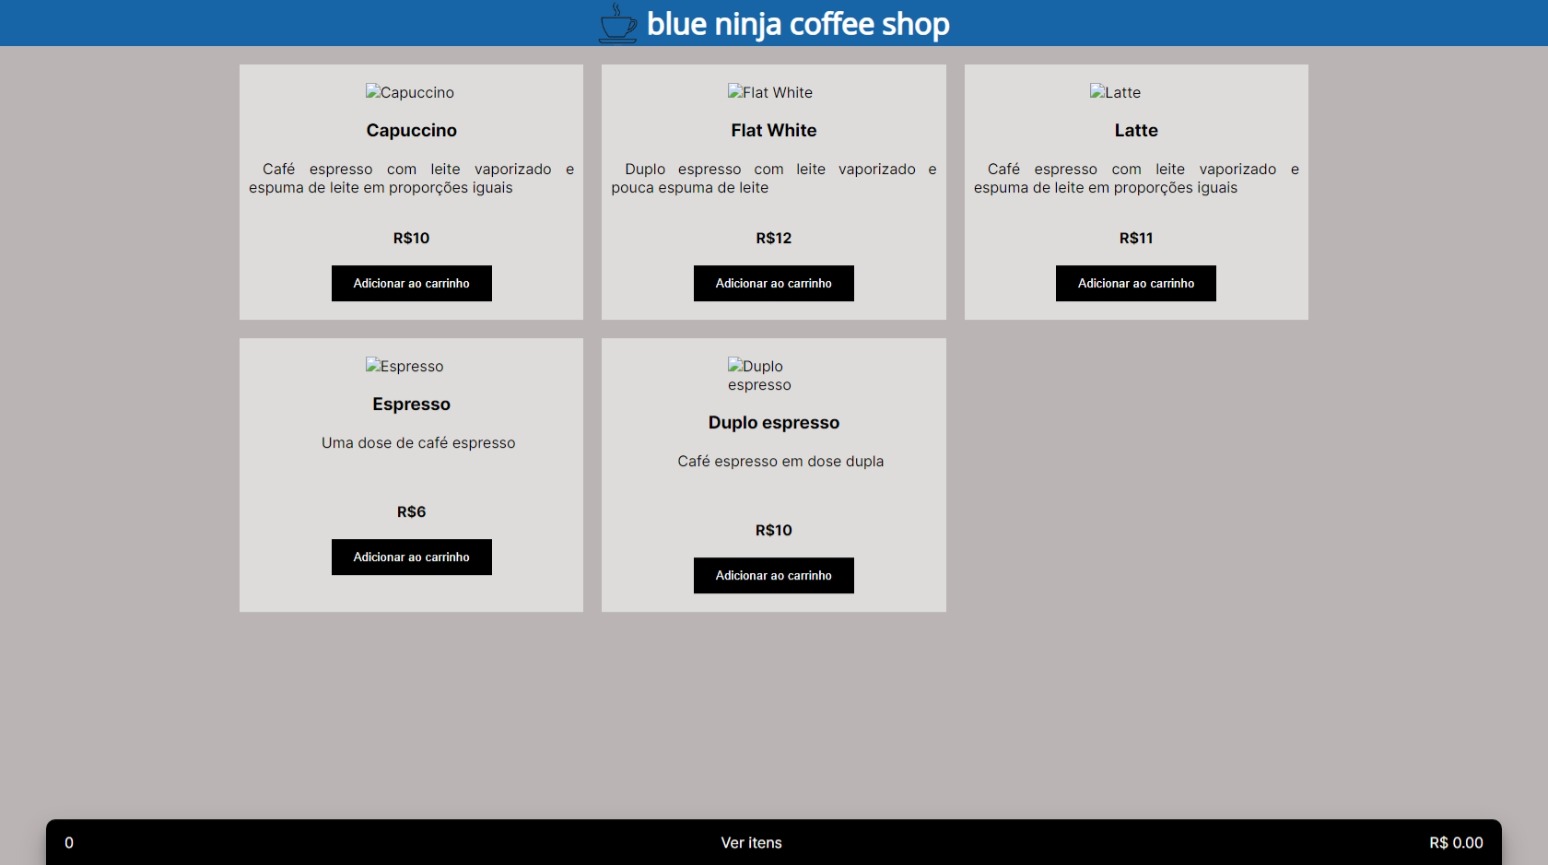 blue ninja coffee shop
Capuccino
Capuccino
Café espresso com leite vaporizado e
espuma de leite em proporções iguais
R$10
Adicionar ao carrinho
Flat White
Flat White
Duplo espresso com leite vaporizado e
pouca espuma de leite
R$12
Adicionar ao carrinho
Latte
Latte
Café espresso com leite vaporizado e
espuma de leite em proporções iguais
R$11
Adicionar ao carrinho
Espresso
Espresso
Uma dose de café espresso
R$6
Adicionar ao carrinho
Duplo
espresso
Duplo espresso
Café espresso em dose dupla
R$10
Adicionar ao carrinho
0
Ver itens
R$ 0.00